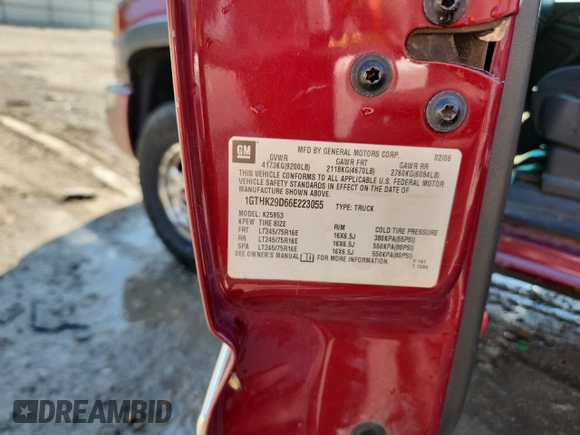 GM
MFD BY GENERAL MOTORS CORP. 02/06
GVWR GAWR FRT GAWR RR
4173KG(9200LB) 2118KG(4670LB) 2760KG(6084LB)
THIS VEHICLE CONFORMS TO ALL APPLICABLE U.S. FEDERAL MOTOR
VEHICLE SAFETY STANDARDS IN EFFECT ON THE DATE OF
MANUFACTURE SHOWN ABOVE.
1GTHK29D66E223055 TYPE: TRUCK
MODEL: K25953
KPEW TIRE SIZE RIM COLD TIRE PRESSURE
FRT LT245/75R16E 16X6.5J 380KPA(55PSI)
RR LT245/75R16E 16X6.5J 550KPA(80PSI)
SPA LT245/75R16E 16X6.5J 550KPA(80PSI)
SEE OWNER'S MANUAL FOR MORE INFORMATION.
DREAMBID